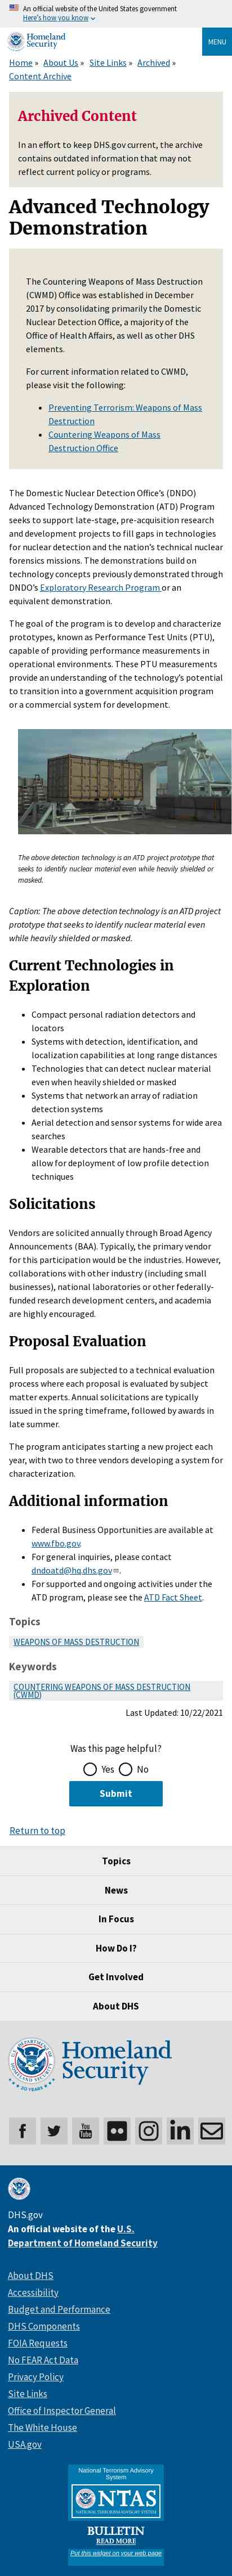 An official website of the United States government
Here's how you know
Homeland
Security
MENU
Home » About Us » Site Links » Archived »
Content Archive
Archived Content
In an effort to keep DHS.gov current, the archive
contains outdated information that may not
reflect current policy or programs.
Advanced Technology
Demonstration
The Countering Weapons of Mass Destruction
(CWMD) Office was established in December
2017 by consolidating primarily the Domestic
Nuclear Detection Office, a majority of the
Office of Health Affairs, as well as other DHS
elements.
For current information related to CWMD,
please visit the following:
Preventing Terrorism: Weapons of Mass
Destruction
Countering Weapons of Mass
Destruction Office
The Domestic Nuclear Detection Office's (DNDO)
Advanced Technology Demonstration (ATD) Program
seeks to support late-stage, pre-acquisition research
and development projects to fill gaps in technologies
for nuclear detection and the nation's technical nuclear
forensics missions. The demonstrations build on
technology concepts previously demonstrated through
DNDO's Exploratory Research Program or an
equivalent demonstration.
The goal of the program is to develop and characterize
prototypes, known as Performance Test Units (PTU),
capable of providing performance measurements in
operational environments. These PTU measurements
provide an understanding of the technology's potential
to transition into a large-scale acquisition program
or a commercial system for development.
The above detection technology is an ATD project prototype that
seeks to identify nuclear material even while heavily shielded or
masked.
Caption: The above detection technology is an ATD project
prototype that seeks to identify nuclear material even
while heavily shielded or masked.
Current Technologies in
Exploration
Compact personal radiation detectors and
locators
Systems with detection, identification, and
localization capabilities at long range distances
Technologies that can detect nuclear material
even when heavily shielded or masked
Systems that network an array of radiation
detection systems
Aerial detection and sensor systems for wide area
searches
Wearable detectors that are hands-free and
allow for deployment of low profile detection
techniques
Solicitations
Vendors are solicited annually through Broad Agency
Announcements (BAA). Typically, the primary vendor
for this participation would be the industries. However,
collaborations with other industry (including small
businesses), national laboratories or other federally-
funded research development centers, and academia
are highly encouraged.
Proposal Evaluation
Full proposals are subjected to a technical evaluation
process, where each proposal is evaluated by subject
matter experts. Annual solicitations are typically
issued in the spring timeframe, followed by awards in
late summer.
The program anticipates starting a new project each
year, with two to three vendors developing a system for
characterization.
Additional information
Federal Business Opportunities are available at
www.fbo.gov.
For general inquiries, please contact
dndoatd@hq.dhs.gov.
For supported and ongoing activities under the
ATD program, please see the ATD Fact Sheet.
Topics
WEAPONS OF MASS DESTRUCTION
Keywords
COUNTERING WEAPONS OF MASS DESTRUCTION
(CWMD)
Last Updated: 10/22/2021
Was this page helpful?
Yes No
Submit
Return to top
Topics
News
In Focus
How Do I?
Get Involved
About DHS
Homeland
Security
20 YEARS
You
Tube
DHS.gov
An official website of the U.S.
Department of Homeland Security
About DHS
Accessibility
Budget and Performance
DHS Components
FOIA Requests
No FEAR Act Data
Privacy Policy
Site Links
Office of Inspector General
The White House
USA.gov
National Terrorism Advisory
System
NTAS
NATIONAL TERRORISM ADVISORY SYSTEM
BULLETIN
READ MORE
Put this widget on your web page